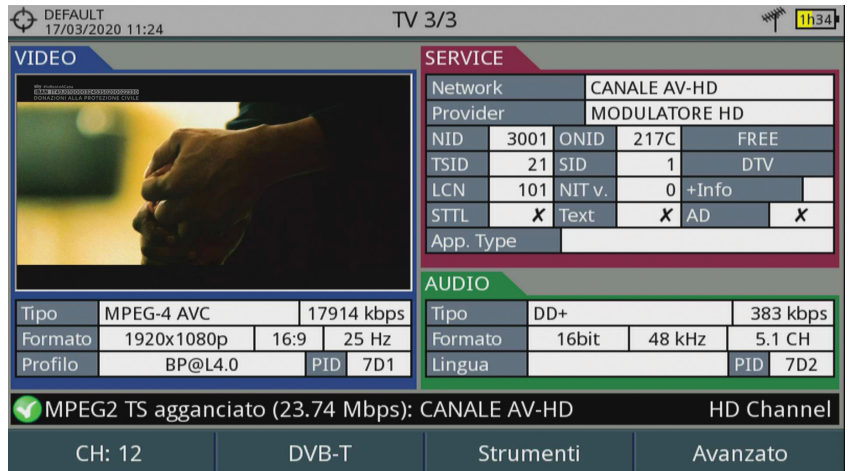 DEFAULT
17/03/2020 11:24
TV 3/3
1h34
VIDEO
DONAZIONI ALLA PROTEZIONE CIVILE
Tipo MPEG-4 AVC 17914 kbps
Formato 1920x1080p 16:9 25 Hz
Profilo BP@L4.0 PID 7D1
SERVICE
Network CANALE AV-HD
Provider MODULATORE HD
NID 3001 ONID 217C FREE
TSID 21 SID 1 DTV
LCN 101 NIT v. 0 +Info
STTL ✗ Text ✗ AD ✗
App. Type
AUDIO
Tipo DD+ 383 kbps
Formato 16bit 48 kHz 5.1 CH
Lingua PID 7D2
MPEG2 TS agganciato (23.74 Mbps): CANALE AV-HD HD Channel
CH: 12 DVB-T Strumenti Avanzato